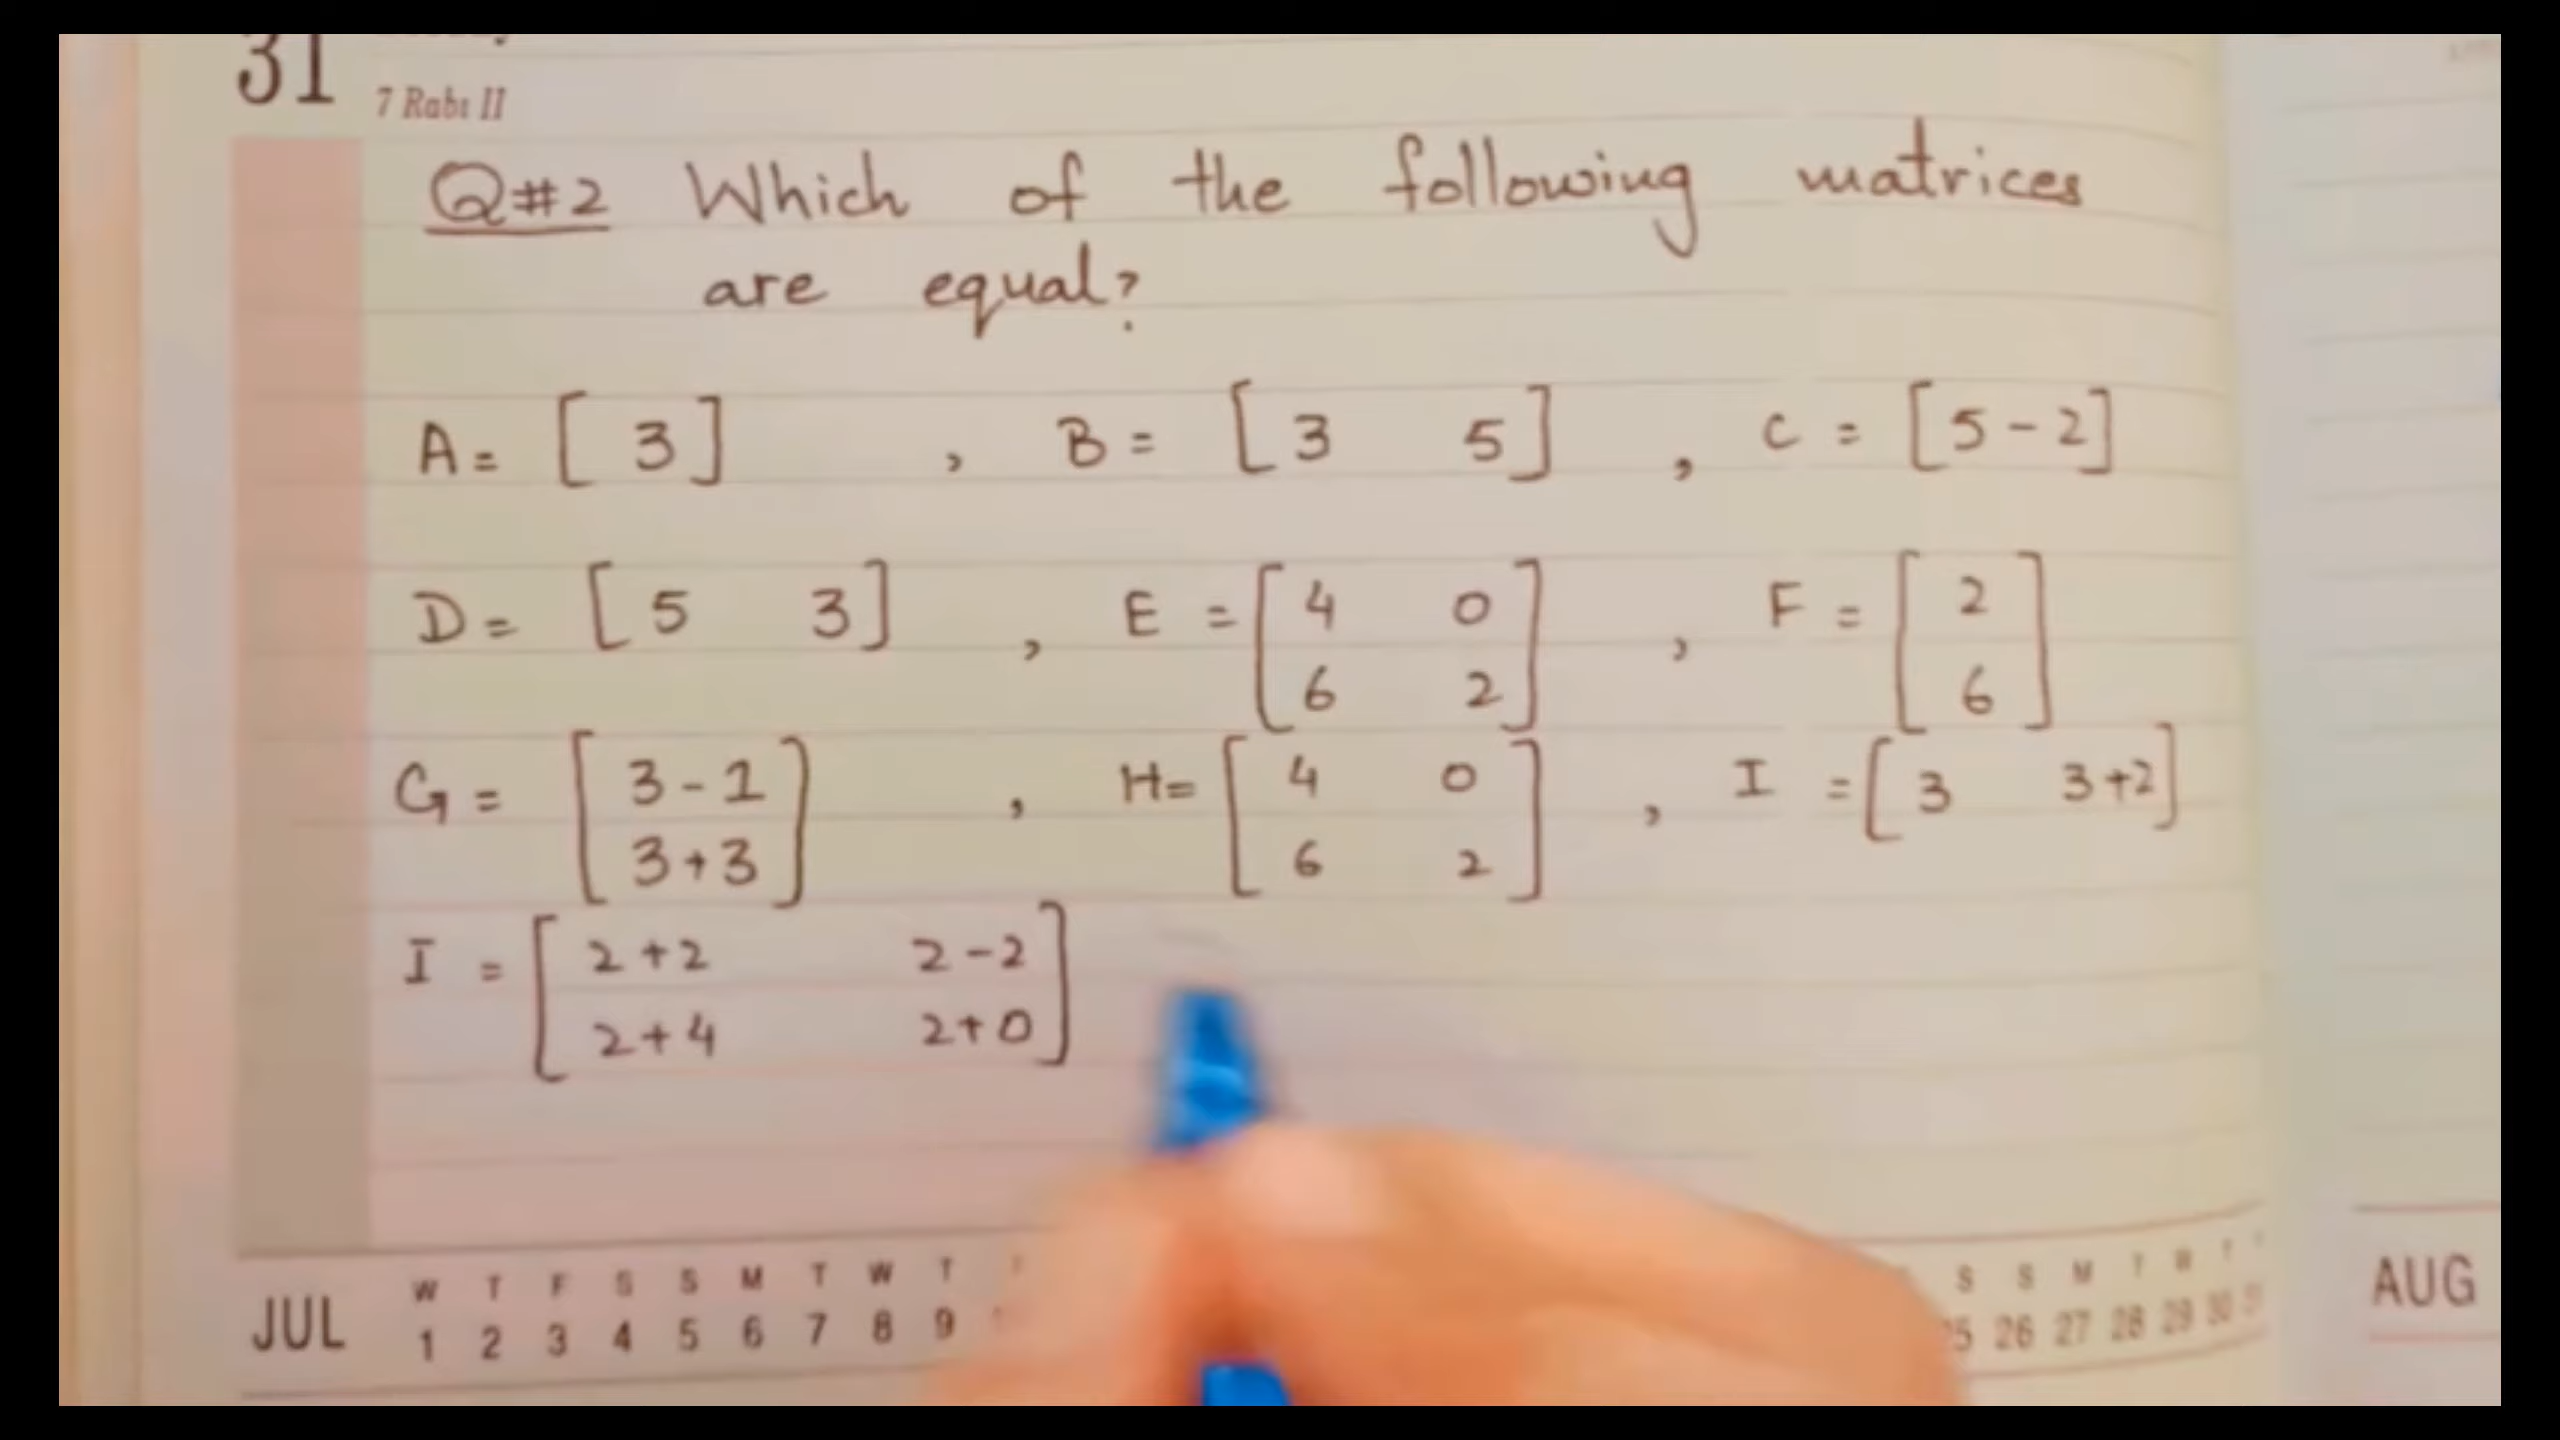 31
7 Rabi II
Q#2 Which of the following matrices
are equal?
A = [ 3 ] , B = [ 3 5 ] , C = [ 5 - 2 ]
D = [ 5 3 ] , E = [ 4 0 , F = [ 2
6 2 ] 6 ]
G = [ 3 - 1 , H = [ 4 0 , I = [ 3 3+2 ]
3+3 ] 6 2 ]
I = [ 2+2 2-2
2+4 2+0 ]
W T F S S M T W T S S M T W T
JUL 1 2 3 4 5 6 7 8 9 26 27 28 29 30 AUG